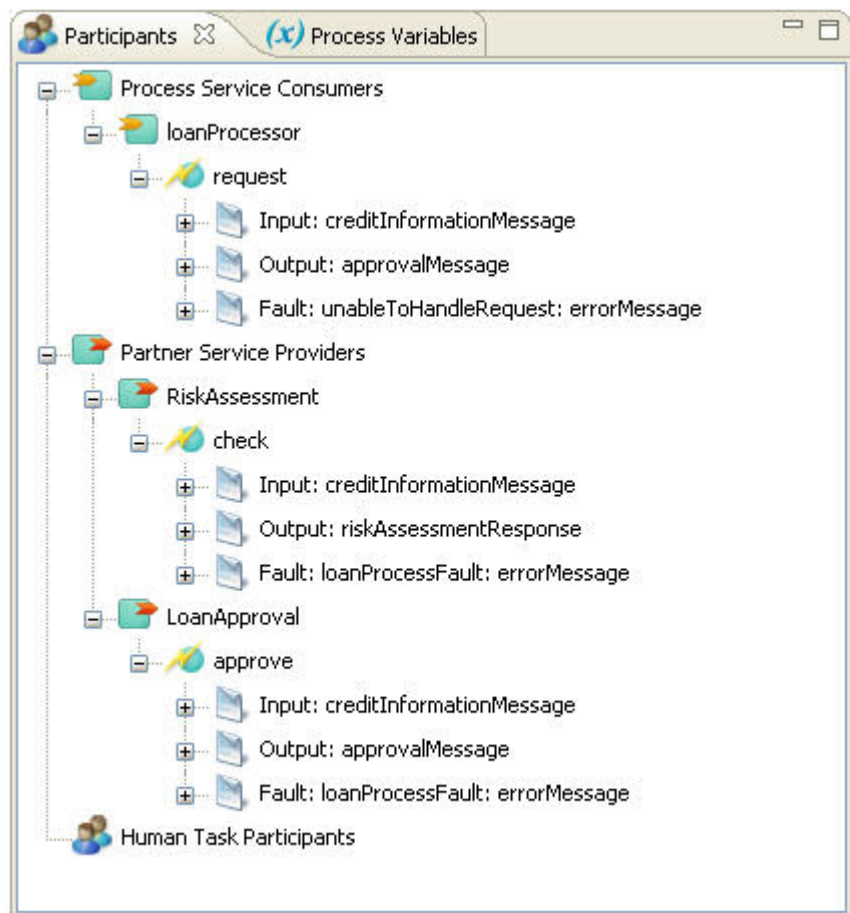 Participants
(x) Process Variables
Process Service Consumers
loanProcessor
request
Input: creditInformationMessage
Output: approvalMessage
Fault: unableToHandleRequest: errorMessage
Partner Service Providers
RiskAssessment
check
Input: creditInformationMessage
Output: riskAssessmentResponse
Fault: loanProcessFault: errorMessage
LoanApproval
approve
Input: creditInformationMessage
Output: approvalMessage
Fault: loanProcessFault: errorMessage
Human Task Participants